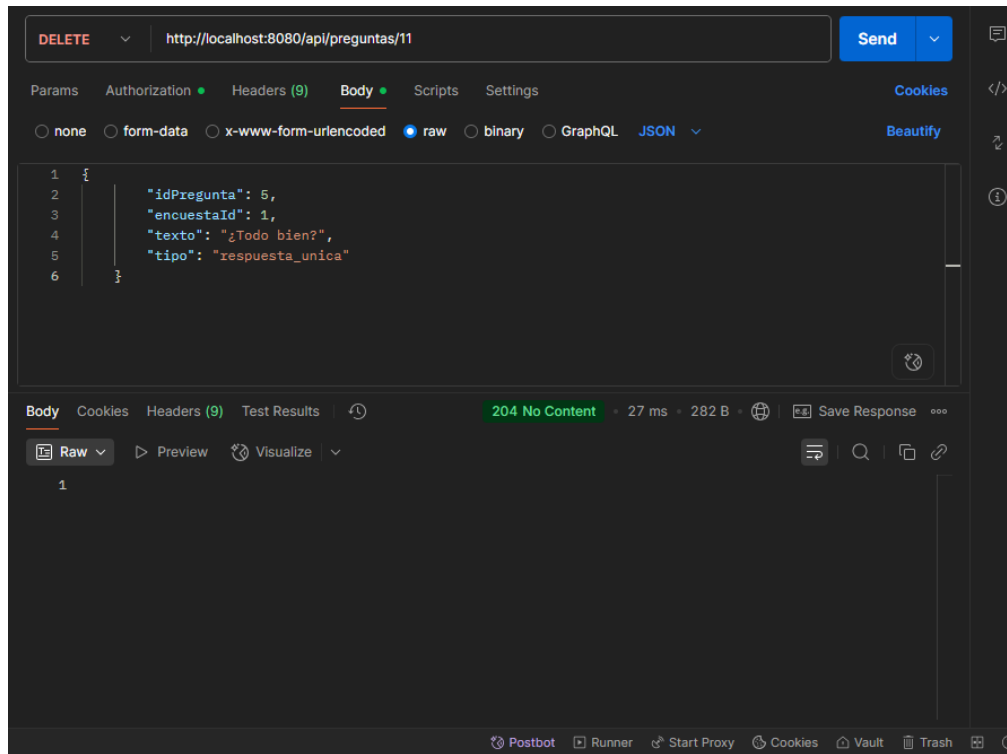 DELETE http://localhost:8080/api/preguntas/11 Send
Params Authorization Headers (9) Body Scripts Settings Cookies
none form-data x-www-form-urlencoded raw binary GraphQL JSON Beautify
1 {
2 "idPregunta": 5,
3 "encuestaId": 1,
4 "texto": "¿Todo bien?",
5 "tipo": "respuesta_unica"
6 }
Body Cookies Headers (9) Test Results 204 No Content 27 ms 282 B e.g. Save Response
Raw Preview Visualize
1
Postbot Runner Start Proxy Cookies Vault Trash